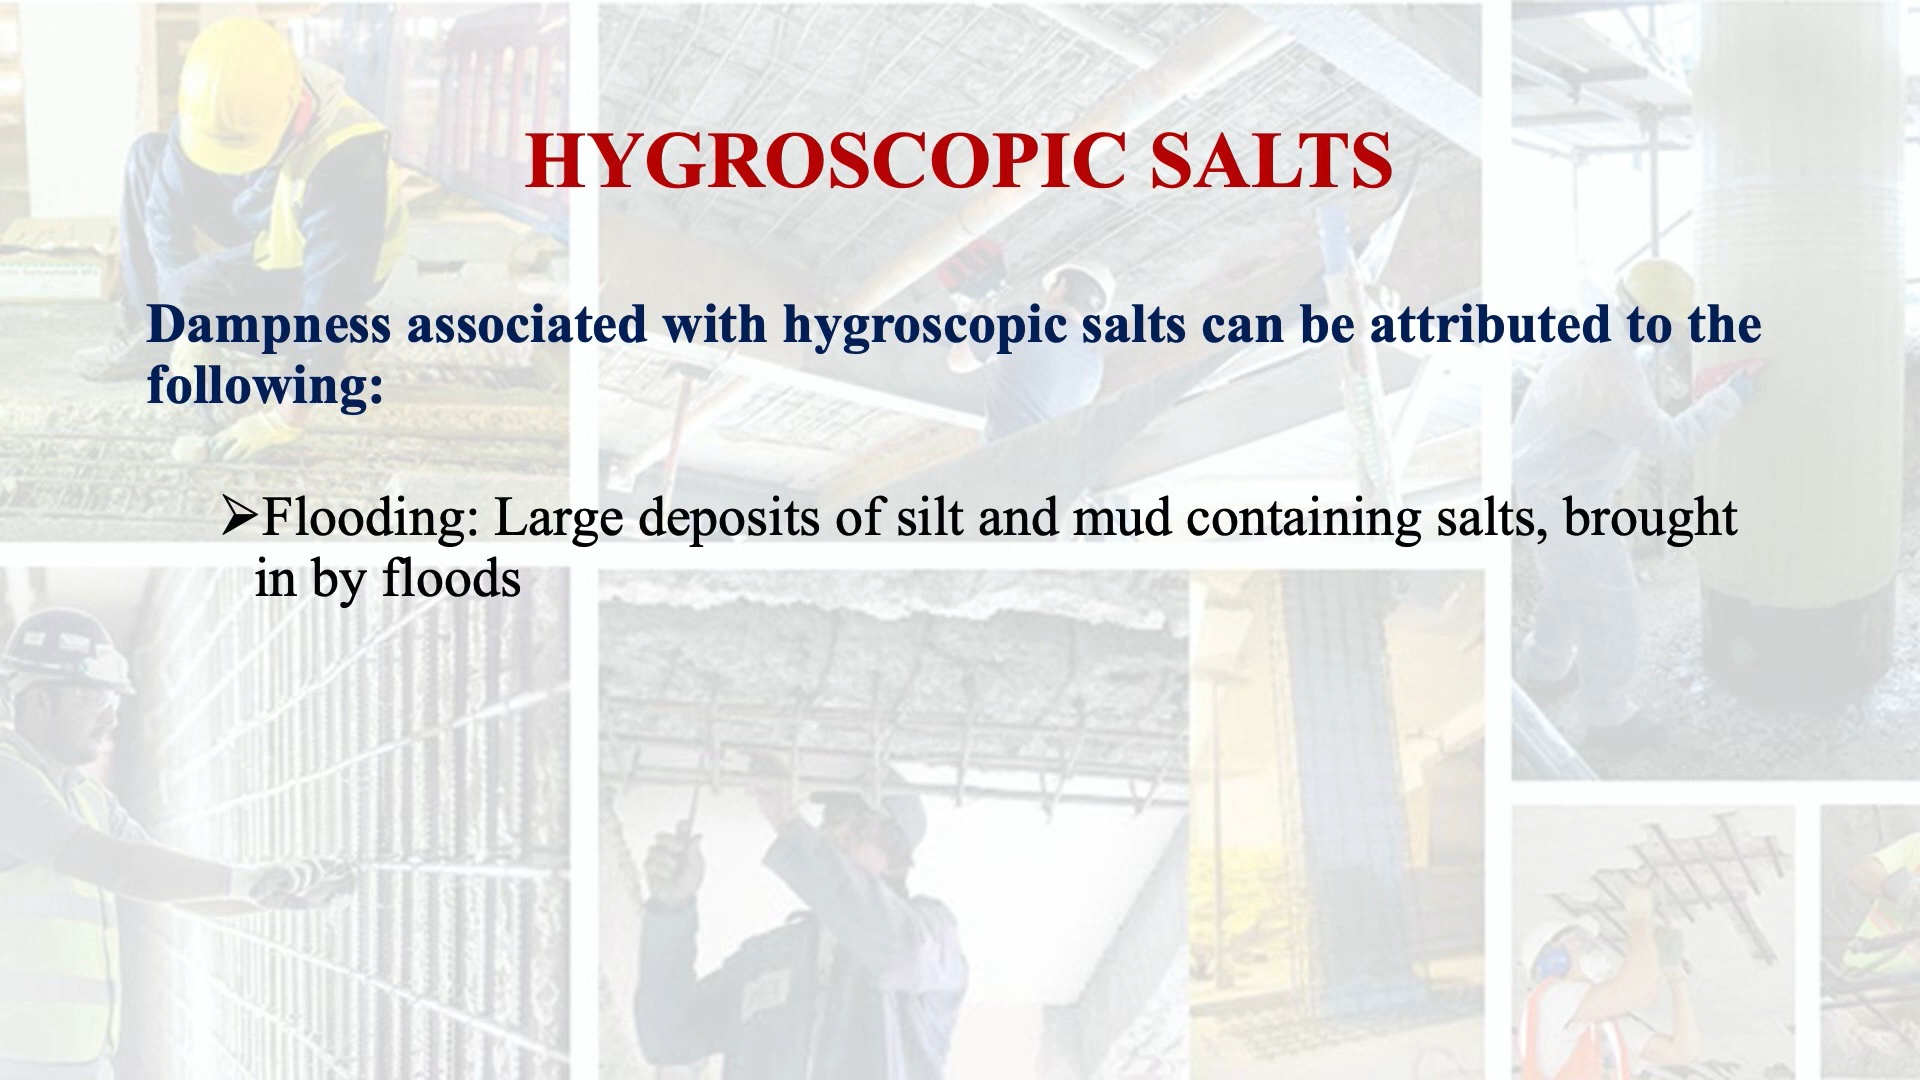 HYGROSCOPIC SALTS
Dampness associated with hygroscopic salts can be attributed to the
following:
➢Flooding: Large deposits of silt and mud containing salts, brought
in by floods